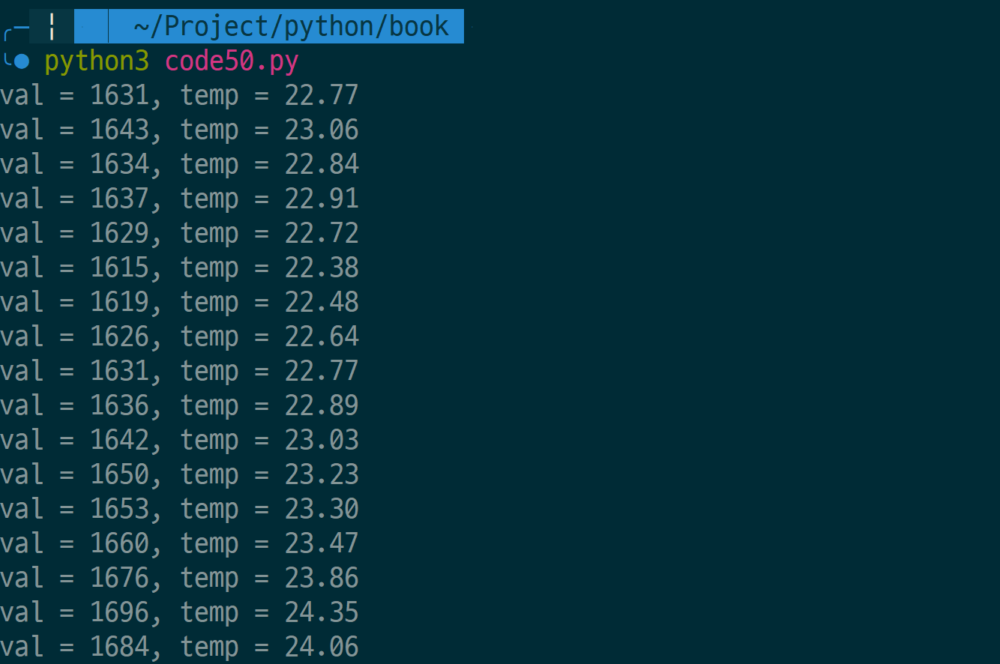 ~/Project/python/book
python3 code50.py
val = 1631, temp = 22.77
val = 1643, temp = 23.06
val = 1634, temp = 22.84
val = 1637, temp = 22.91
val = 1629, temp = 22.72
val = 1615, temp = 22.38
val = 1619, temp = 22.48
val = 1626, temp = 22.64
val = 1631, temp = 22.77
val = 1636, temp = 22.89
val = 1642, temp = 23.03
val = 1650, temp = 23.23
val = 1653, temp = 23.30
val = 1660, temp = 23.47
val = 1676, temp = 23.86
val = 1696, temp = 24.35
val = 1684, temp = 24.06